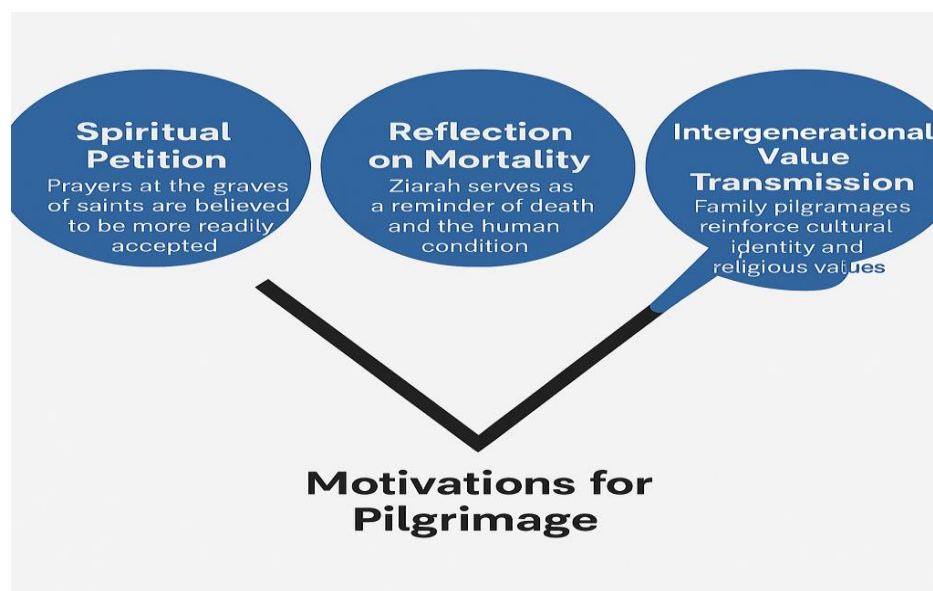 Spiritual
Petition
Prayers at the graves
of saints are believed
to be more readily
accepted
Reflection
on Mortality
Ziarah serves as
a reminder of death
and the human
condition
Intergenerational
Value
Transmission
Family pilgramages
reinforce cultural
identity and
religious values
Motivations for
Pilgrimage